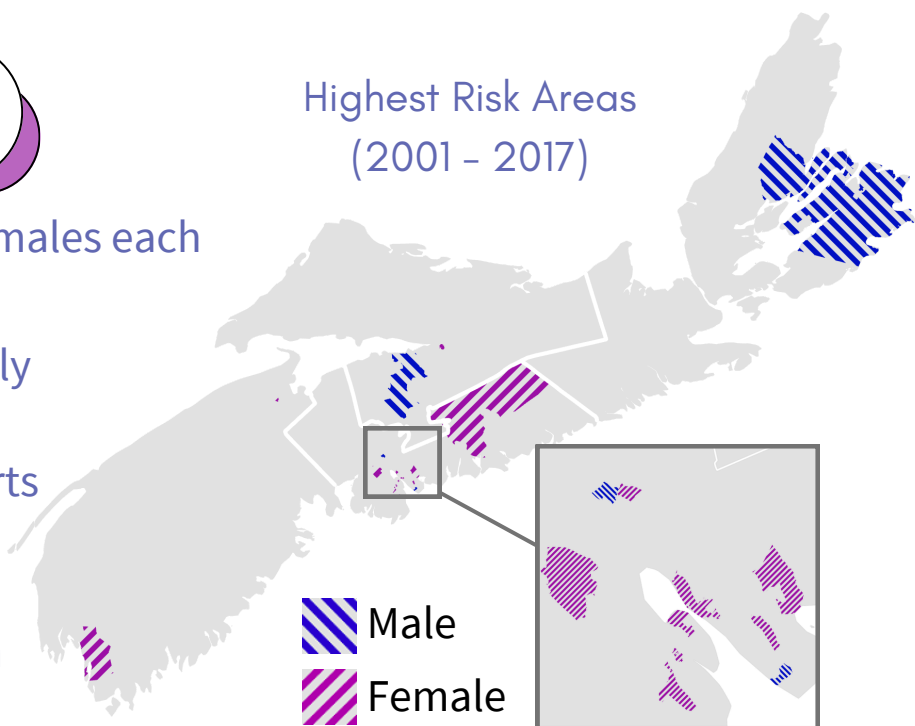 Highest Risk Areas
(2001 - 2017)
males each
ly
rts
Male
Female